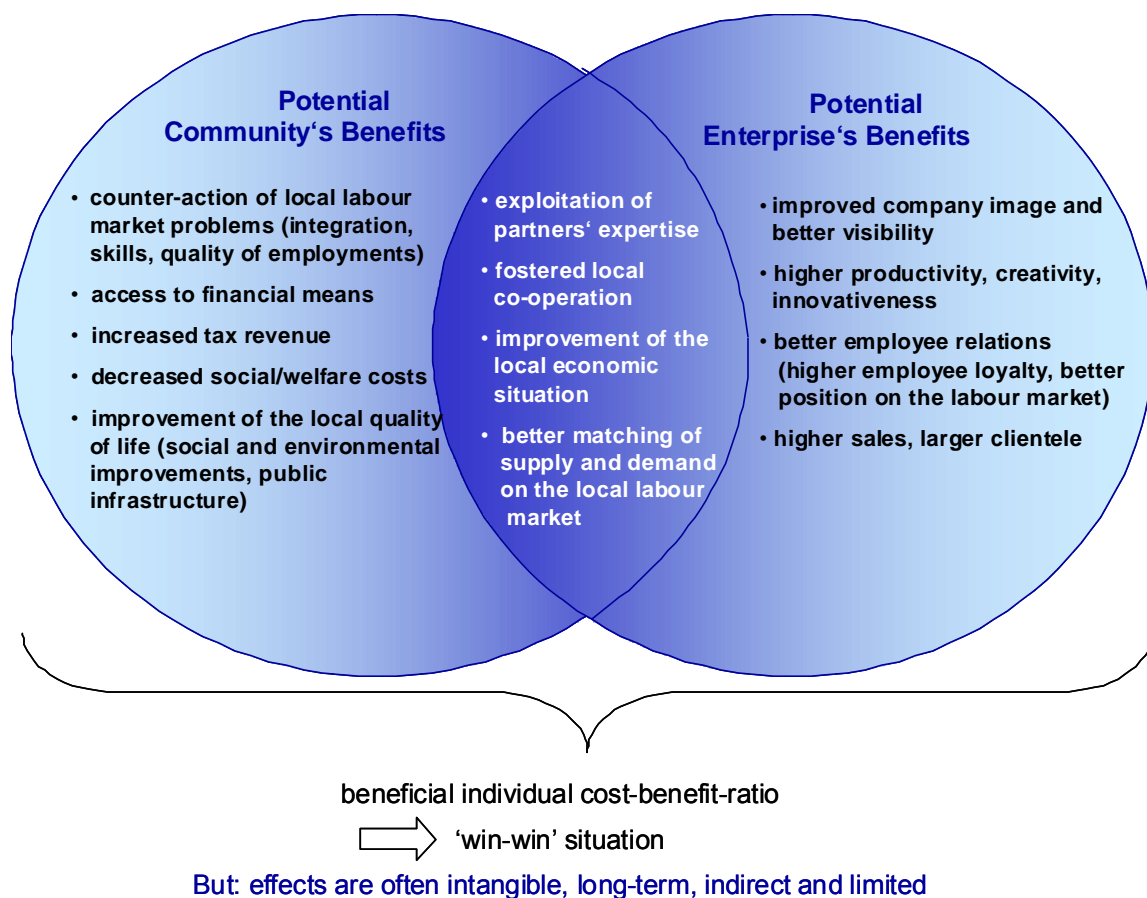 Potential
Community‘s Benefits
• counter-action of local labour
market problems (integration,
skills, quality of employments)
• access to financial means
• increased tax revenue
• decreased social/welfare costs
• improvement of the local quality
of life (social and environmental
improvements, public
infrastructure)
• exploitation of
partners‘ expertise
• fostered local
co-operation
• improvement of the
local economic
situation
• better matching of
supply and demand
on the local labour
market
Potential
Enterprise‘s Benefits
• improved company image and
better visibility
• higher productivity, creativity,
innovativeness
• better employee relations
(higher employee loyalty, better
position on the labour market)
• higher sales, larger clientele
beneficial individual cost-benefit-ratio
‘win-win’ situation
But: effects are often intangible, long-term, indirect and limited